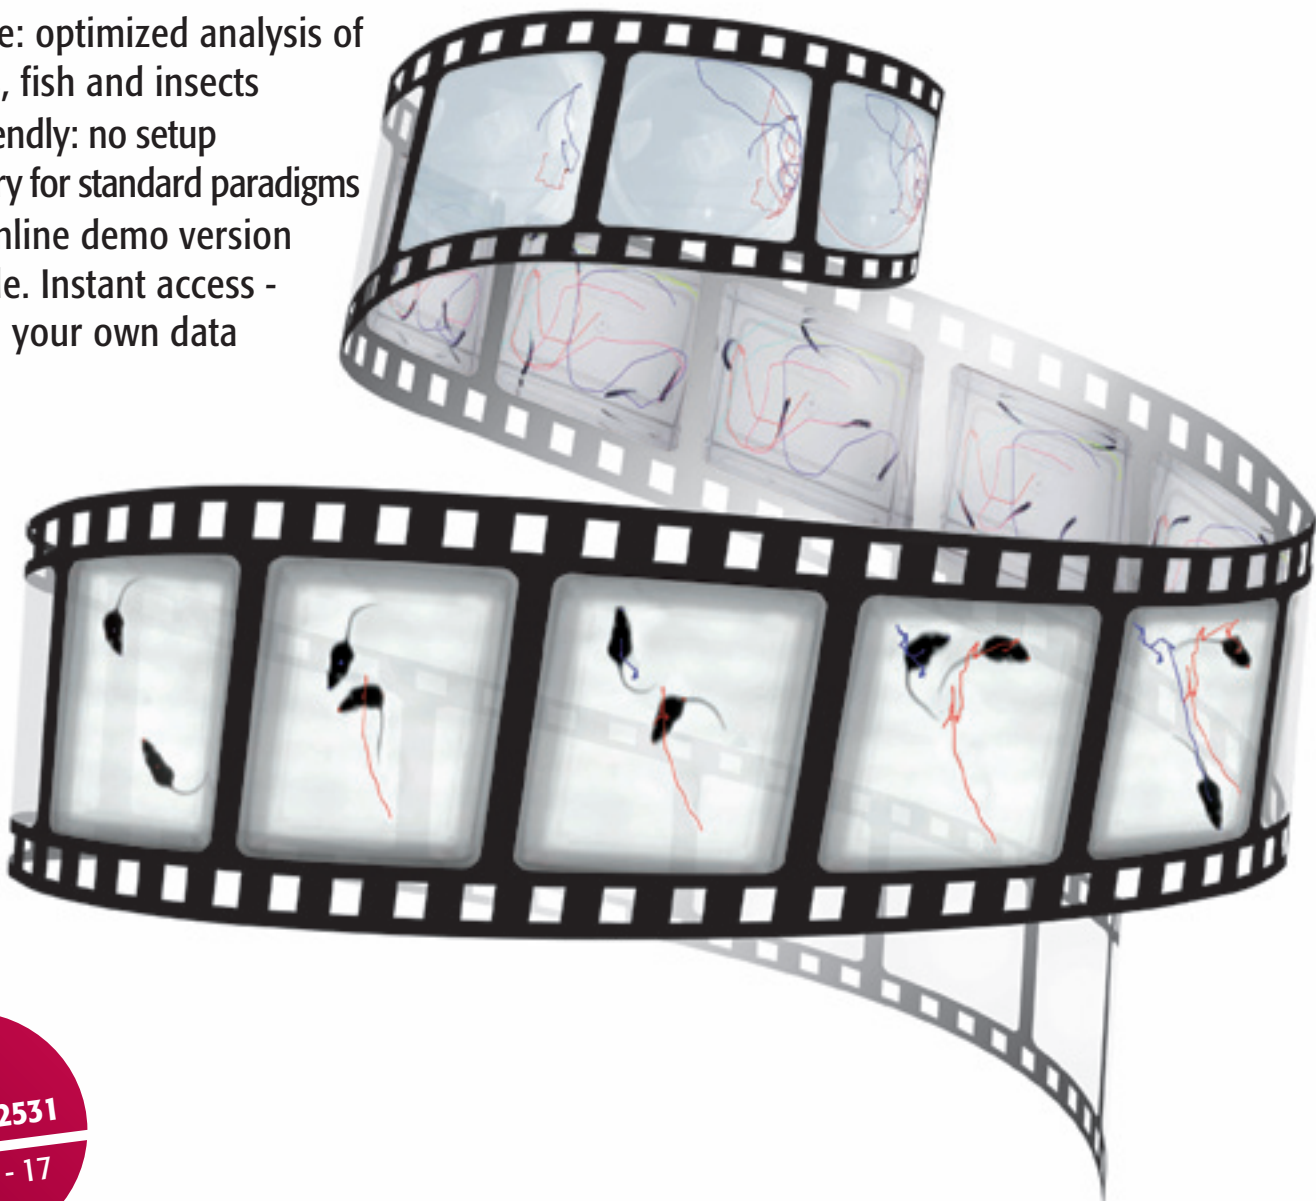 e: optimized analysis of
, fish and insects
endly: no setup
ry for standard paradigms
nline demo version
le. Instant access -
your own data
2531
- 17